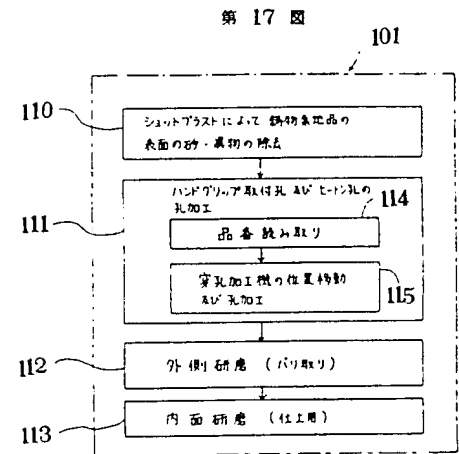 第 17 図
101
110
ショットブラストによって 鋳物素地品の
表面の砂・異物の除去
111
ハンドグリップ取付孔 及び ヒートン孔の
孔加工
114
品番読み取り
穿孔加工機の位置移動
及び 孔加工
115
112
外側研磨 (バリ取り)
113
内面研磨 (仕上用)